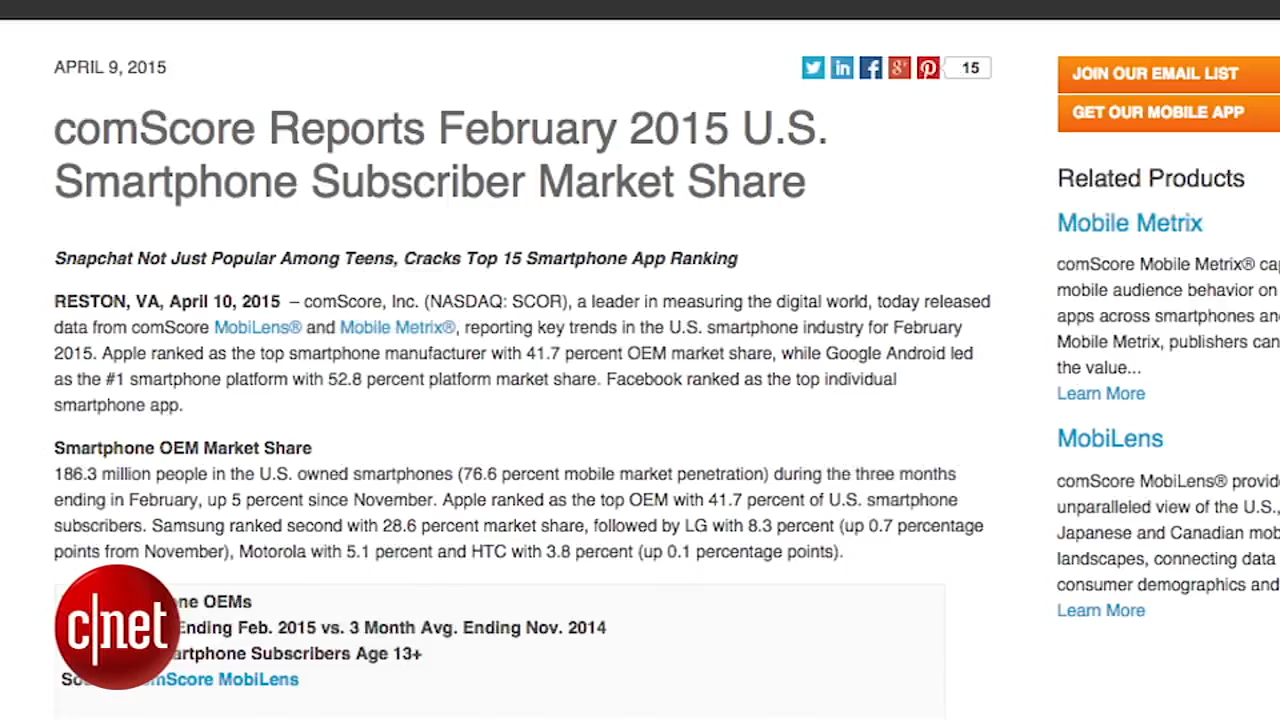 APRIL 9, 2015
15
comScore Reports February 2015 U.S.
Smartphone Subscriber Market Share
Snapchat Not Just Popular Among Teens, Cracks Top 15 Smartphone App Ranking
RESTON, VA, April 10, 2015 – comScore, Inc. (NASDAQ: SCOR), a leader in measuring the digital world, today released
data from comScore MobiLens® and Mobile Metrix®, reporting key trends in the U.S. smartphone industry for February
2015. Apple ranked as the top smartphone manufacturer with 41.7 percent OEM market share, while Google Android led
as the #1 smartphone platform with 52.8 percent platform market share. Facebook ranked as the top individual
smartphone app.
Smartphone OEM Market Share
186.3 million people in the U.S. owned smartphones (76.6 percent mobile market penetration) during the three months
ending in February, up 5 percent since November. Apple ranked as the top OEM with 41.7 percent of U.S. smartphone
subscribers. Samsung ranked second with 28.6 percent market share, followed by LG with 8.3 percent (up 0.7 percentage
points from November), Motorola with 5.1 percent and HTC with 3.8 percent (up 0.1 percentage points).
ne OEMs
Ending Feb. 2015 vs. 3 Month Avg. Ending Nov. 2014
artphone Subscribers Age 13+
So mScore MobiLens
c|net
JOIN OUR EMAIL LIST
GET OUR MOBILE APP
Related Products
Mobile Metrix
comScore Mobile Metrix® cap
mobile audience behavior on
apps across smartphones and
Mobile Metrix, publishers can
the value...
Learn More
MobiLens
comScore MobiLens® provide
unparalleled view of the U.S.,
Japanese and Canadian mob
landscapes, connecting data
consumer demographics and
Learn More